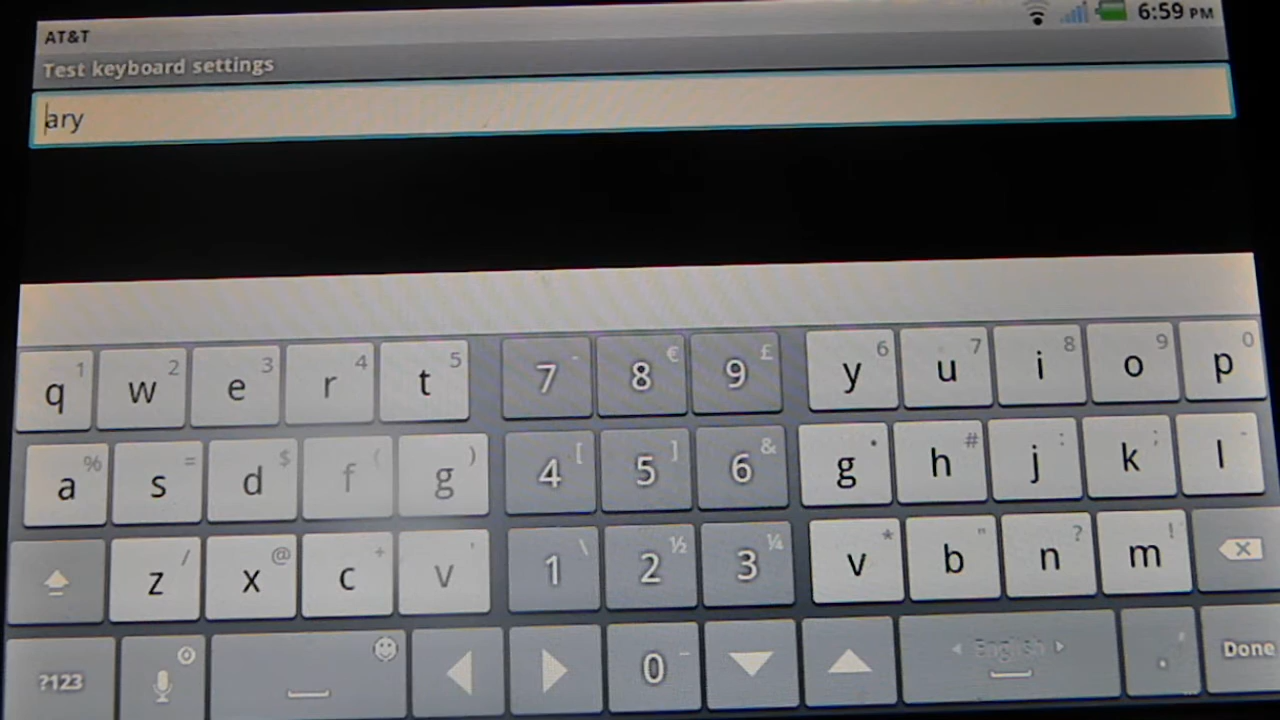 AT&T 6:59 PM
Test keyboard settings
ary
q 1 w 2 e 3 r 4 t 5 7 - 8 € 9 £ y 6 u 7 i 8 o 9 p 0
a % s = d $ f ( g ) 4 [ 5 ] 6 & g • h # j : k ; l -
z / x @ c + v ' 1 \ 2 ½ 3 ¼ v * b " n ? m !
?123 0 - English . , Done